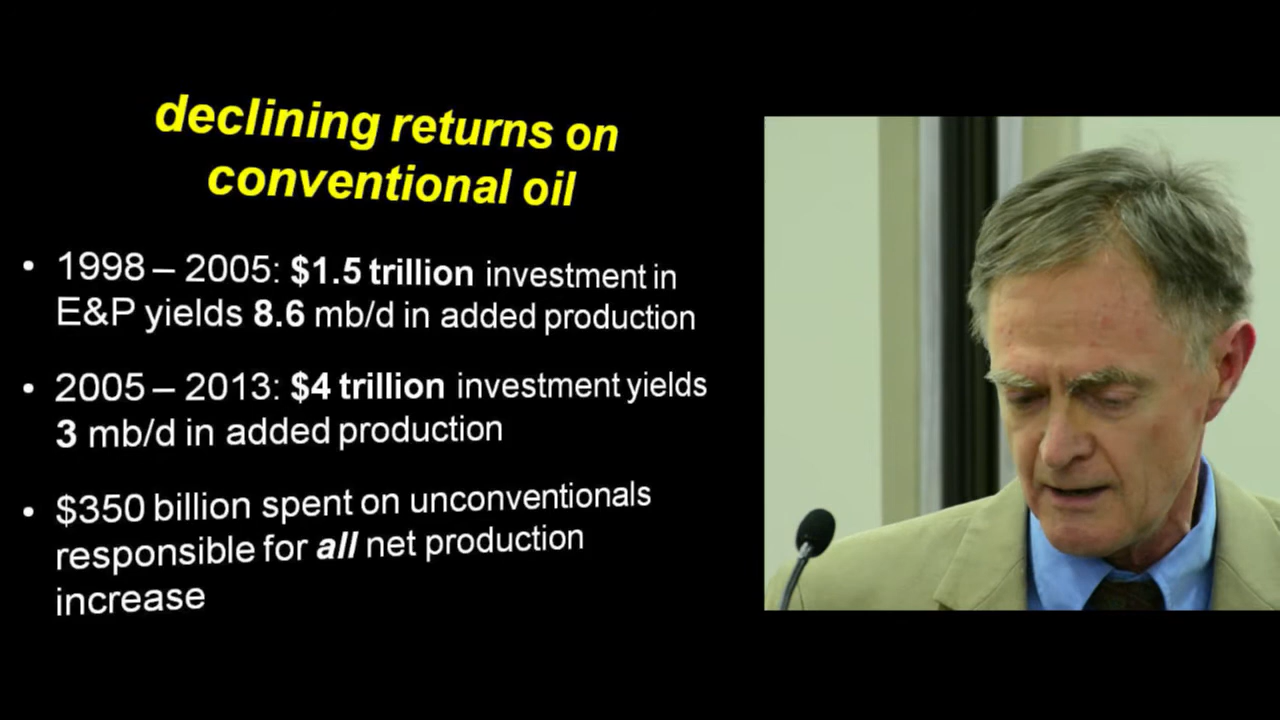 declining returns on
conventional oil
• 1998 – 2005: $1.5 trillion investment in
E&P yields 8.6 mb/d in added production
• 2005 – 2013: $4 trillion investment yields
3 mb/d in added production
• $350 billion spent on unconventionals
responsible for all net production
increase